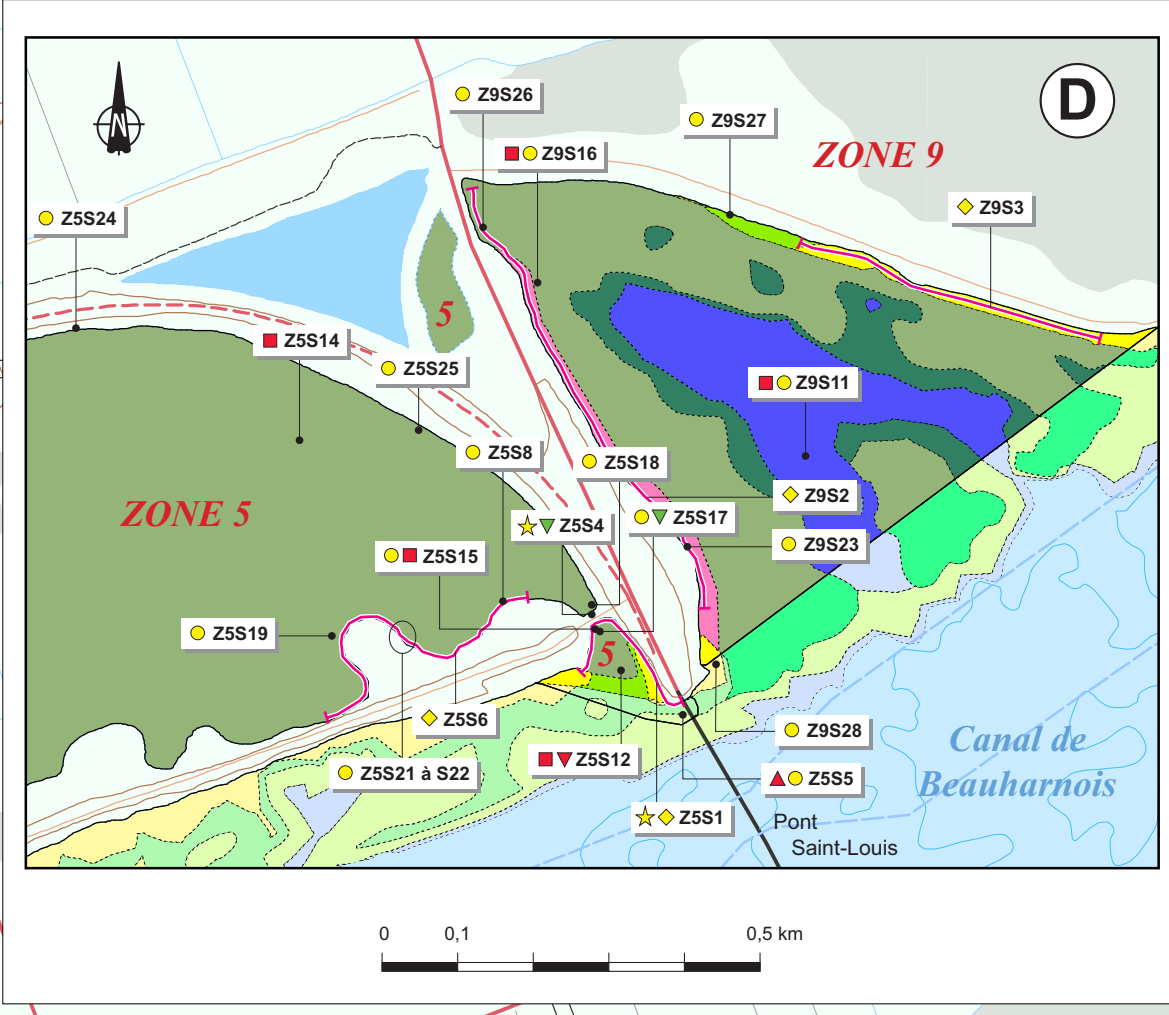 N
D
Z9S26
Z9S27
ZONE 9
Z9S16
Z9S3
Z5S24
5
Z5S14
Z5S25
Z9S11
Z5S8
Z5S18
Z9S2
ZONE 5
Z5S4
Z5S17
Z9S23
Z5S15
Z5S19
5
Z5S6
Z9S28
Canal de
Beauharnois
Z5S12
Z5S21 à S22
Z5S5
Z5S1
Pont
Saint-Louis
0 0,1 0,5 km